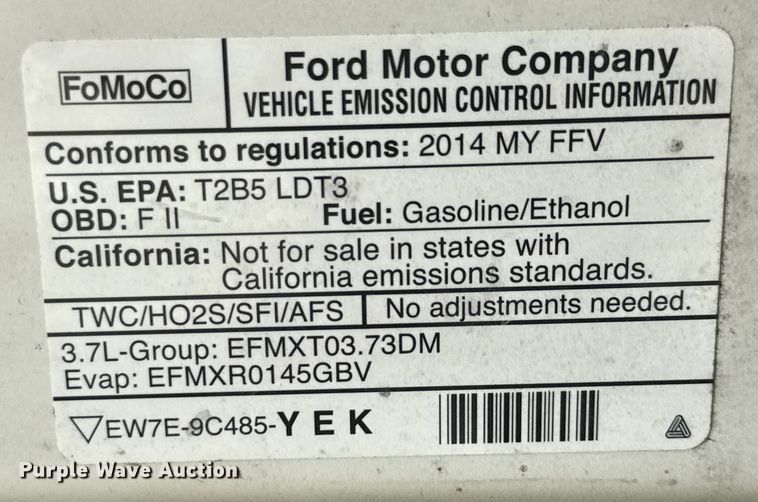 FoMoCo
Ford Motor Company
VEHICLE EMISSION CONTROL INFORMATION
Conforms to regulations: 2014 MY FFV
U.S. EPA: T2B5 LDT3
OBD: F II Fuel: Gasoline/Ethanol
California: Not for sale in states with
California emissions standards.
TWC/HO2S/SFI/AFS No adjustments needed.
3.7L-Group: EFMXT03.73DM
Evap: EFMXR0145GBV
EW7E-9C485-YEK
Purple Wave Auction